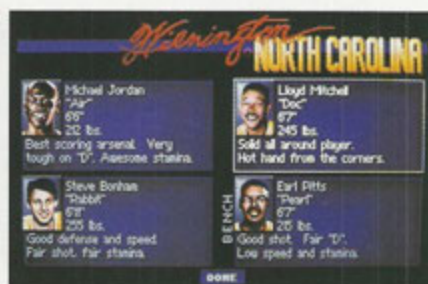 Wilmington
NORTH CAROLINA
Michael Jordan
"Air"
6'6"
212 lbs.
Best scoring arsenal. Very
tough on "D". Awesome stamina.
Lloyd Mitchell
"Doc"
6'7"
245 lbs.
Solid all around player.
Hot hand from the corners.
Steve Bonham
"Rabbit"
6'8"
255 lbs.
Good defense and speed.
Fair shot, fair stamina.
BENCH
Earl Pitts
"Pearl"
6'7"
215 lbs.
Good shot. Fair "D".
Low speed and stamina.
DONE